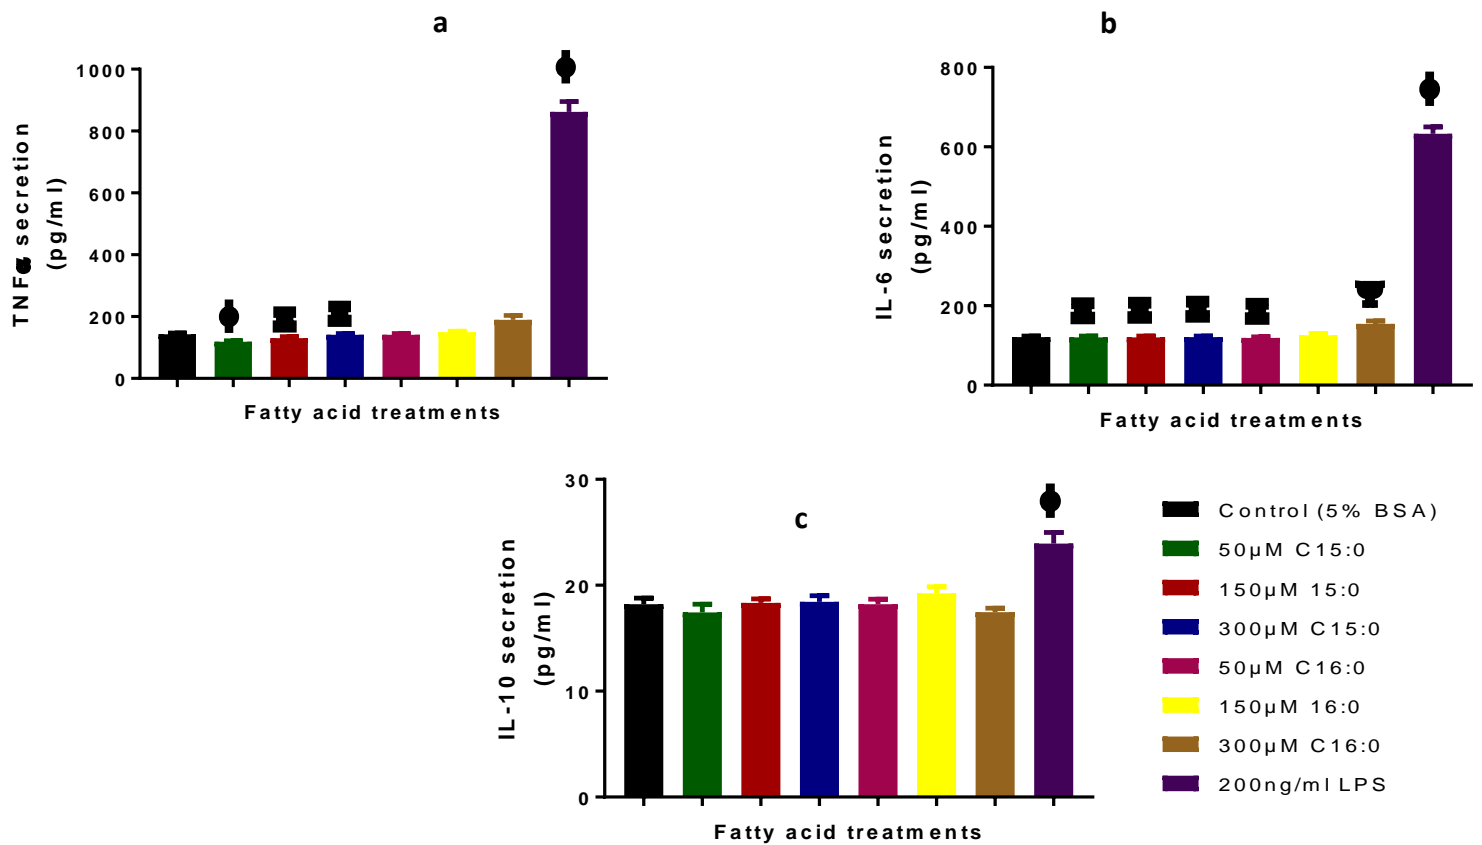 a
1000
800
600
400
200
0
TNFα secretion
(pg/ml)
Fatty acid treatments
b
800
600
400
200
0
IL-6 secretion
(pg/ml)
Fatty acid treatments
c
30
20
10
0
IL-10 secretion
(pg/ml)
Fatty acid treatments
Control (5% BSA)
50µM C15:0
150µM 15:0
300µM C15:0
50µM C16:0
150µM 16:0
300µM C16:0
200ng/ml LPS